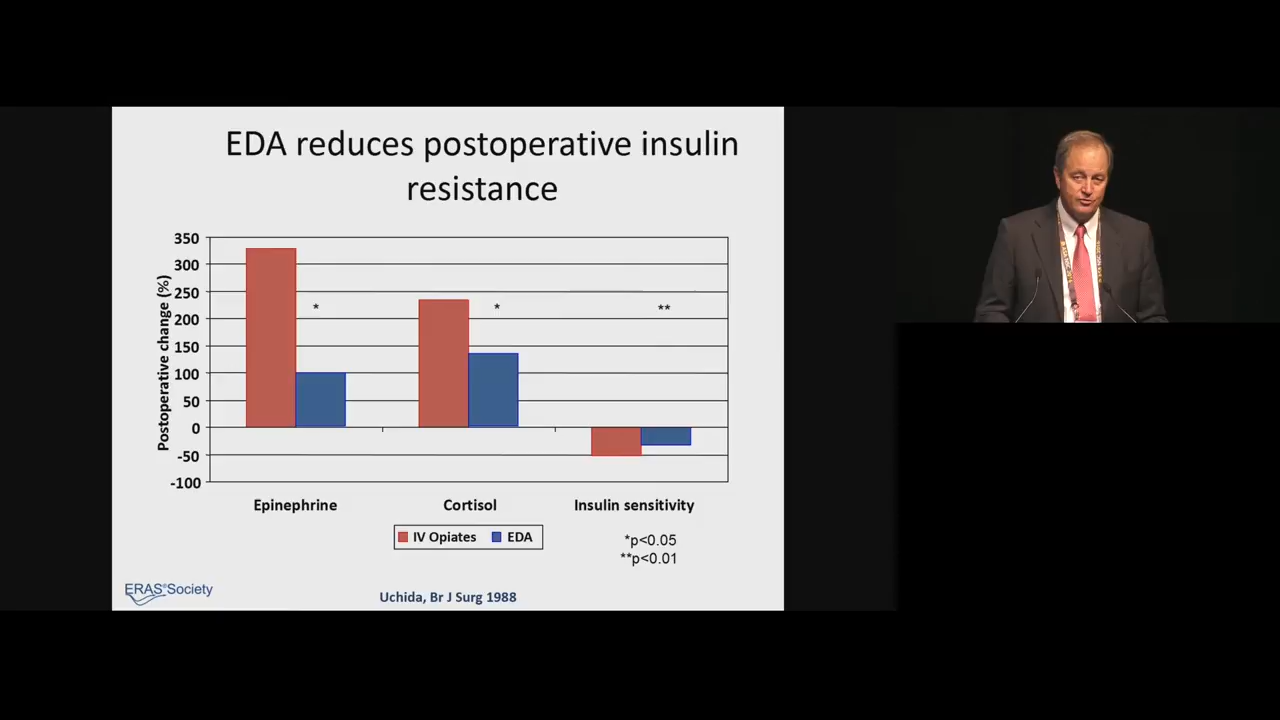 EDA reduces postoperative insulin
resistance
Postoperative change (%)
350
300
250
200
150
100
50
0
-50
-100
*
*
**
Epinephrine
Cortisol
Insulin sensitivity
IV Opiates
EDA
*p<0.05
**p<0.01
ERAS®Society
Uchida, Br J Surg 1988